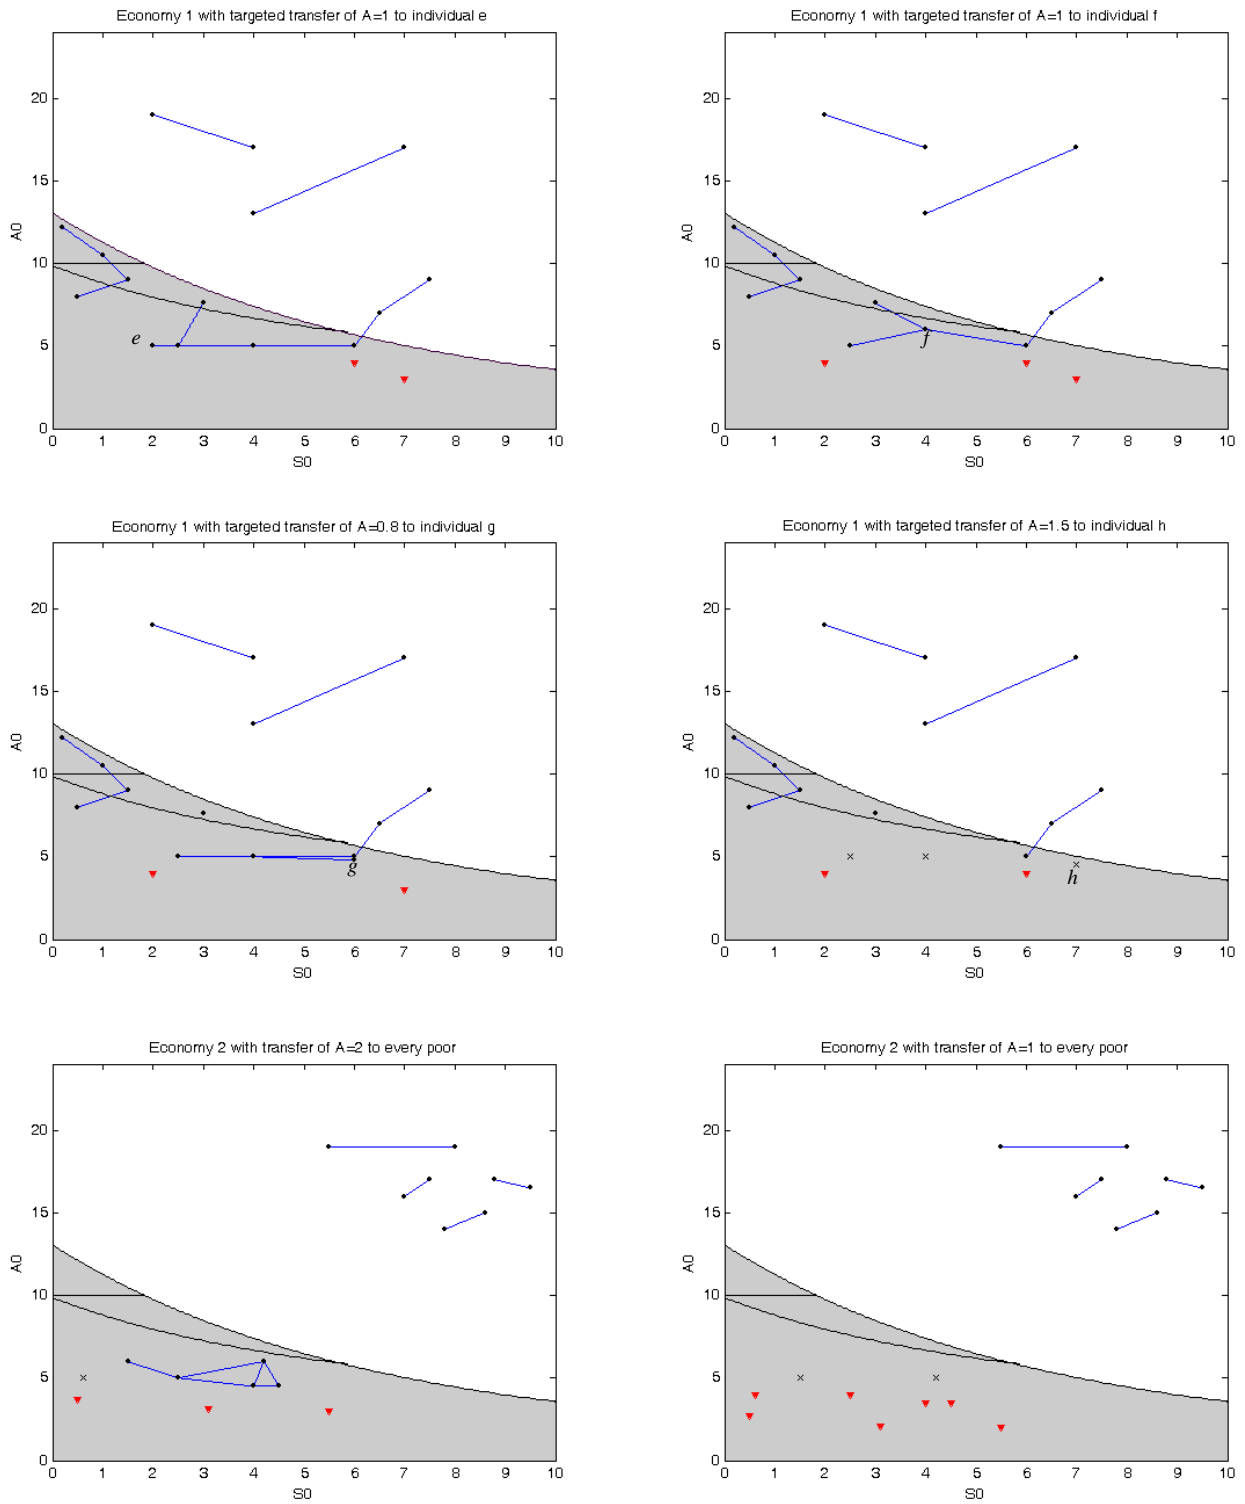 Economy 1 with targeted transfer of A=1 to individual e
20
15
10
5
0
A0
e
0 1 2 3 4 5 6 7 8 9 10
S0
Economy 1 with targeted transfer of A=1 to individual f
20
15
10
5
0
A0
f
0 1 2 3 4 5 6 7 8 9 10
S0
Economy 1 with targeted transfer of A=0.8 to individual g
20
15
10
5
0
A0
g
0 1 2 3 4 5 6 7 8 9 10
S0
Economy 1 with targeted transfer of A=1.5 to individual h
20
15
10
5
0
A0
h
0 1 2 3 4 5 6 7 8 9 10
S0
Economy 2 with transfer of A=2 to every poor
20
15
10
5
0
A0
0 1 2 3 4 5 6 7 8 9 10
S0
Economy 2 with transfer of A=1 to every poor
20
15
10
5
0
A0
0 1 2 3 4 5 6 7 8 9 10
S0